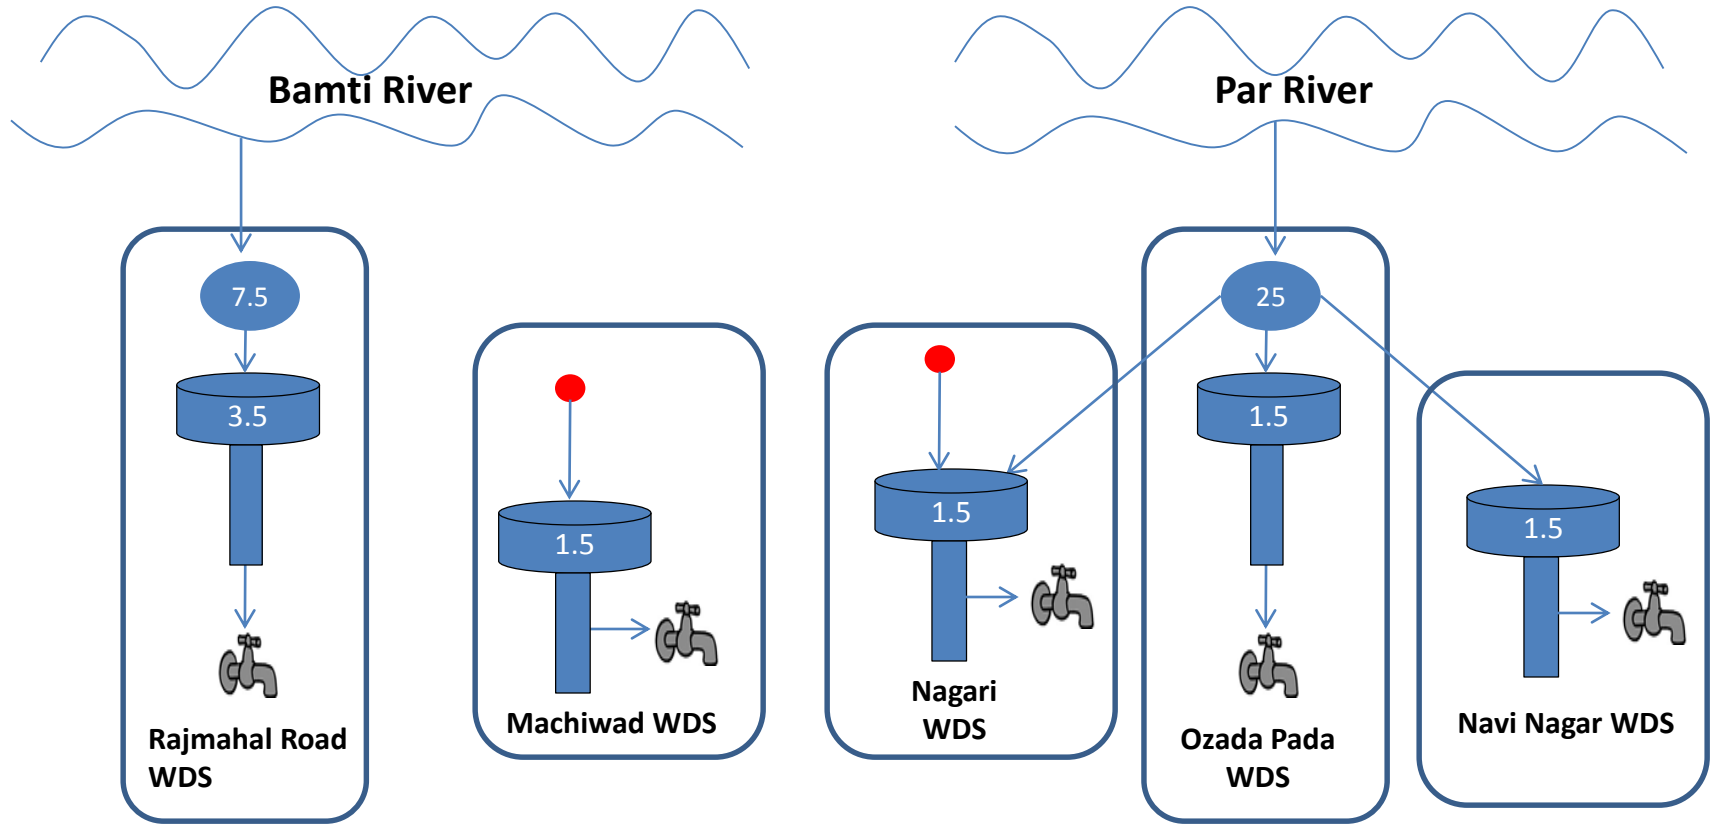 Bamti River
Par River
7.5
25
3.5
1.5
1.5
1.5
1.5
Rajmahal Road
WDS
Machiwad WDS
Nagari
WDS
Ozada Pada
WDS
Navi Nagar WDS